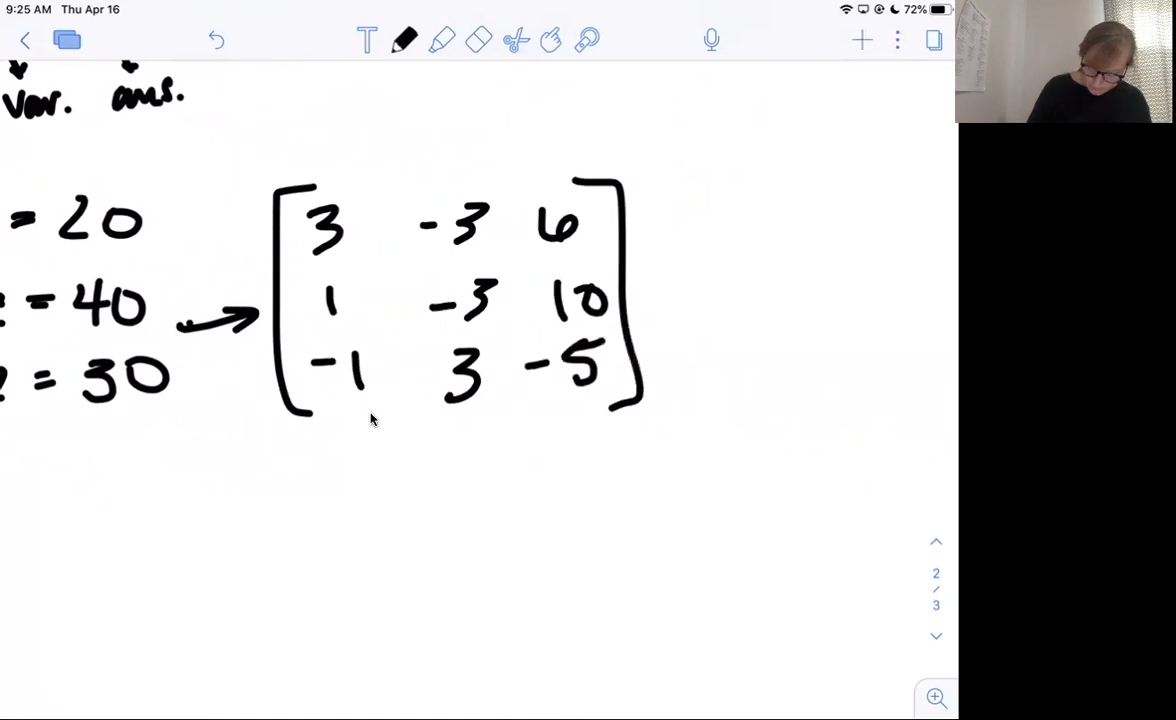 9:25 AM Thu Apr 16 72%
T
var. ans.
= 20 3 -3 6
= 40 1 -3 10
= 30 -1 3 -5
2
/
3